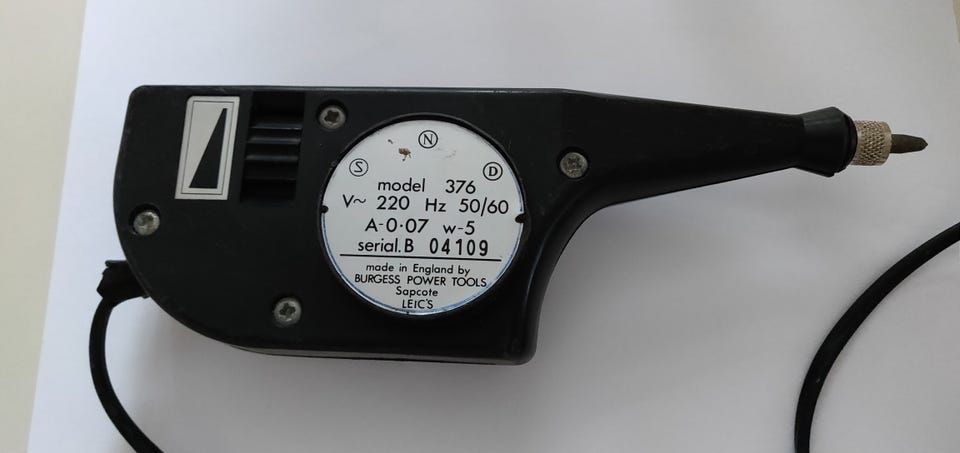 N
S D
model 376
V~ 220 Hz 50/60
A-0·07 w-5
serial.B 04109
made in England by
BURGESS POWER TOOLS
Sapcote
LEIC'S